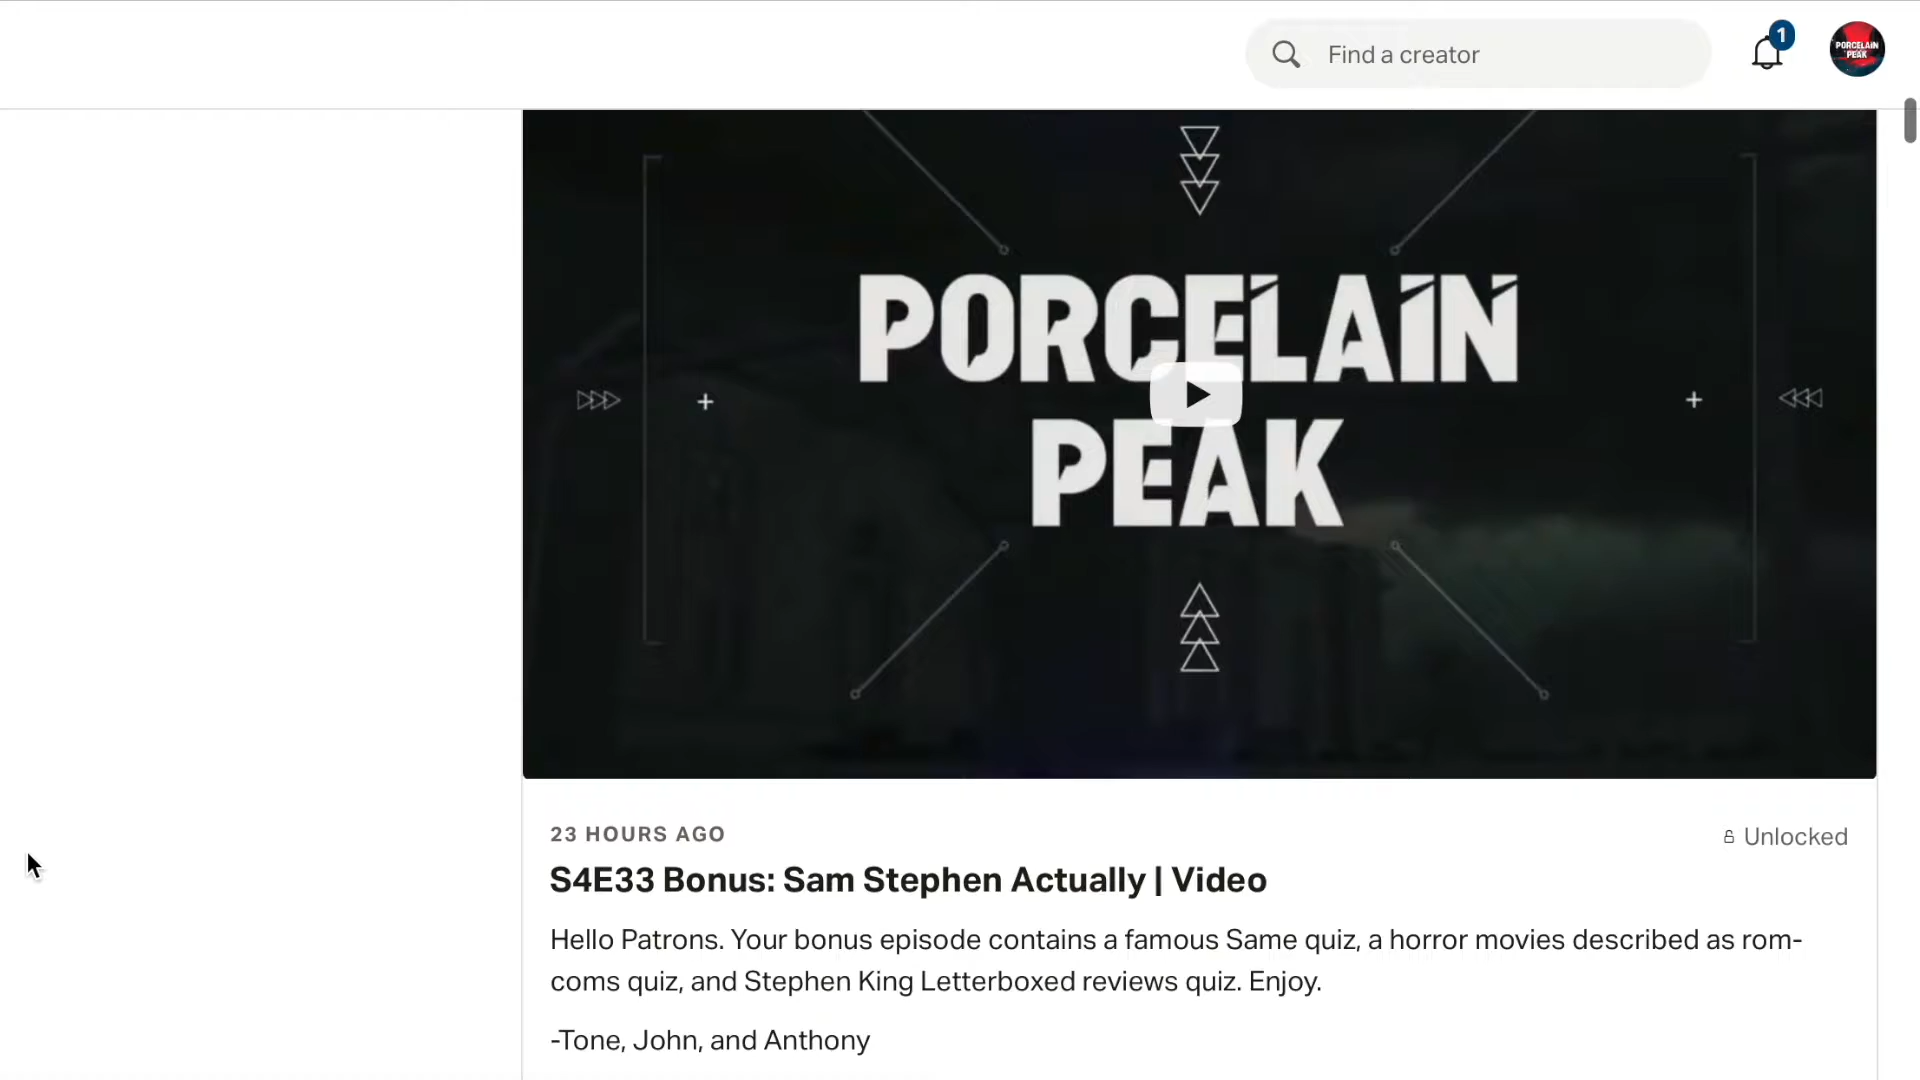 Find a creator
1
PORCELAIN
PEAK
PORCELAIN
PEAK
23 HOURS AGO
Unlocked
S4E33 Bonus: Sam Stephen Actually | Video
Hello Patrons. Your bonus episode contains a famous Same quiz, a horror movies described as rom-
coms quiz, and Stephen King Letterboxed reviews quiz. Enjoy.
-Tone, John, and Anthony